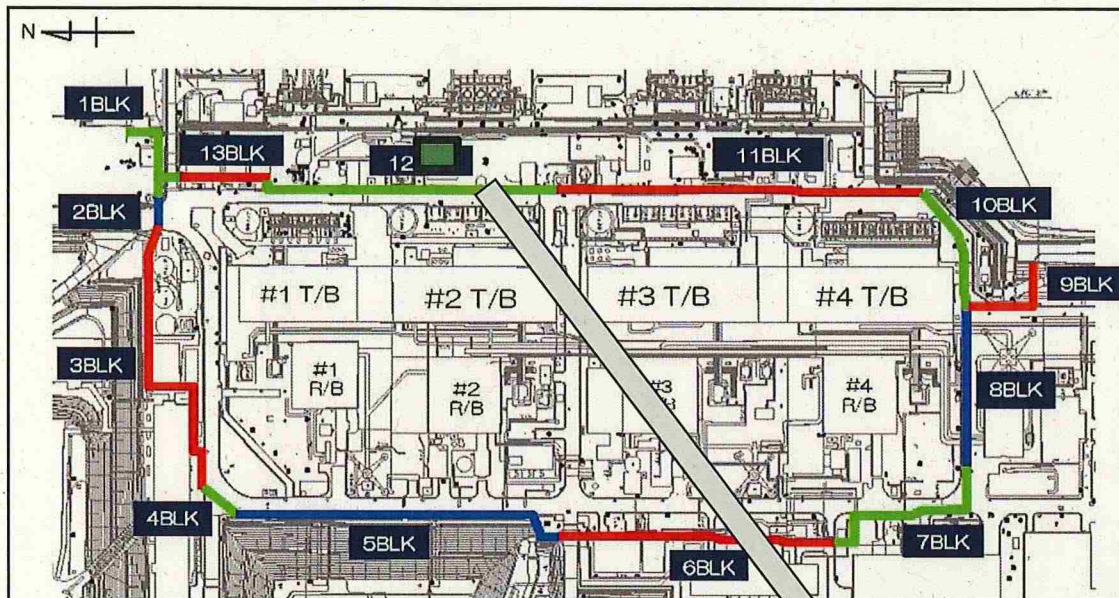 N
1BLK
13BLK
12
11BLK
2BLK
10BLK
#1 T/B
#2 T/B
#3 T/B
#4 T/B
9BLK
3BLK
#1
R/B
#2
R/B
#3
#4
R/B
8BLK
4BLK
5BLK
6BLK
7BLK